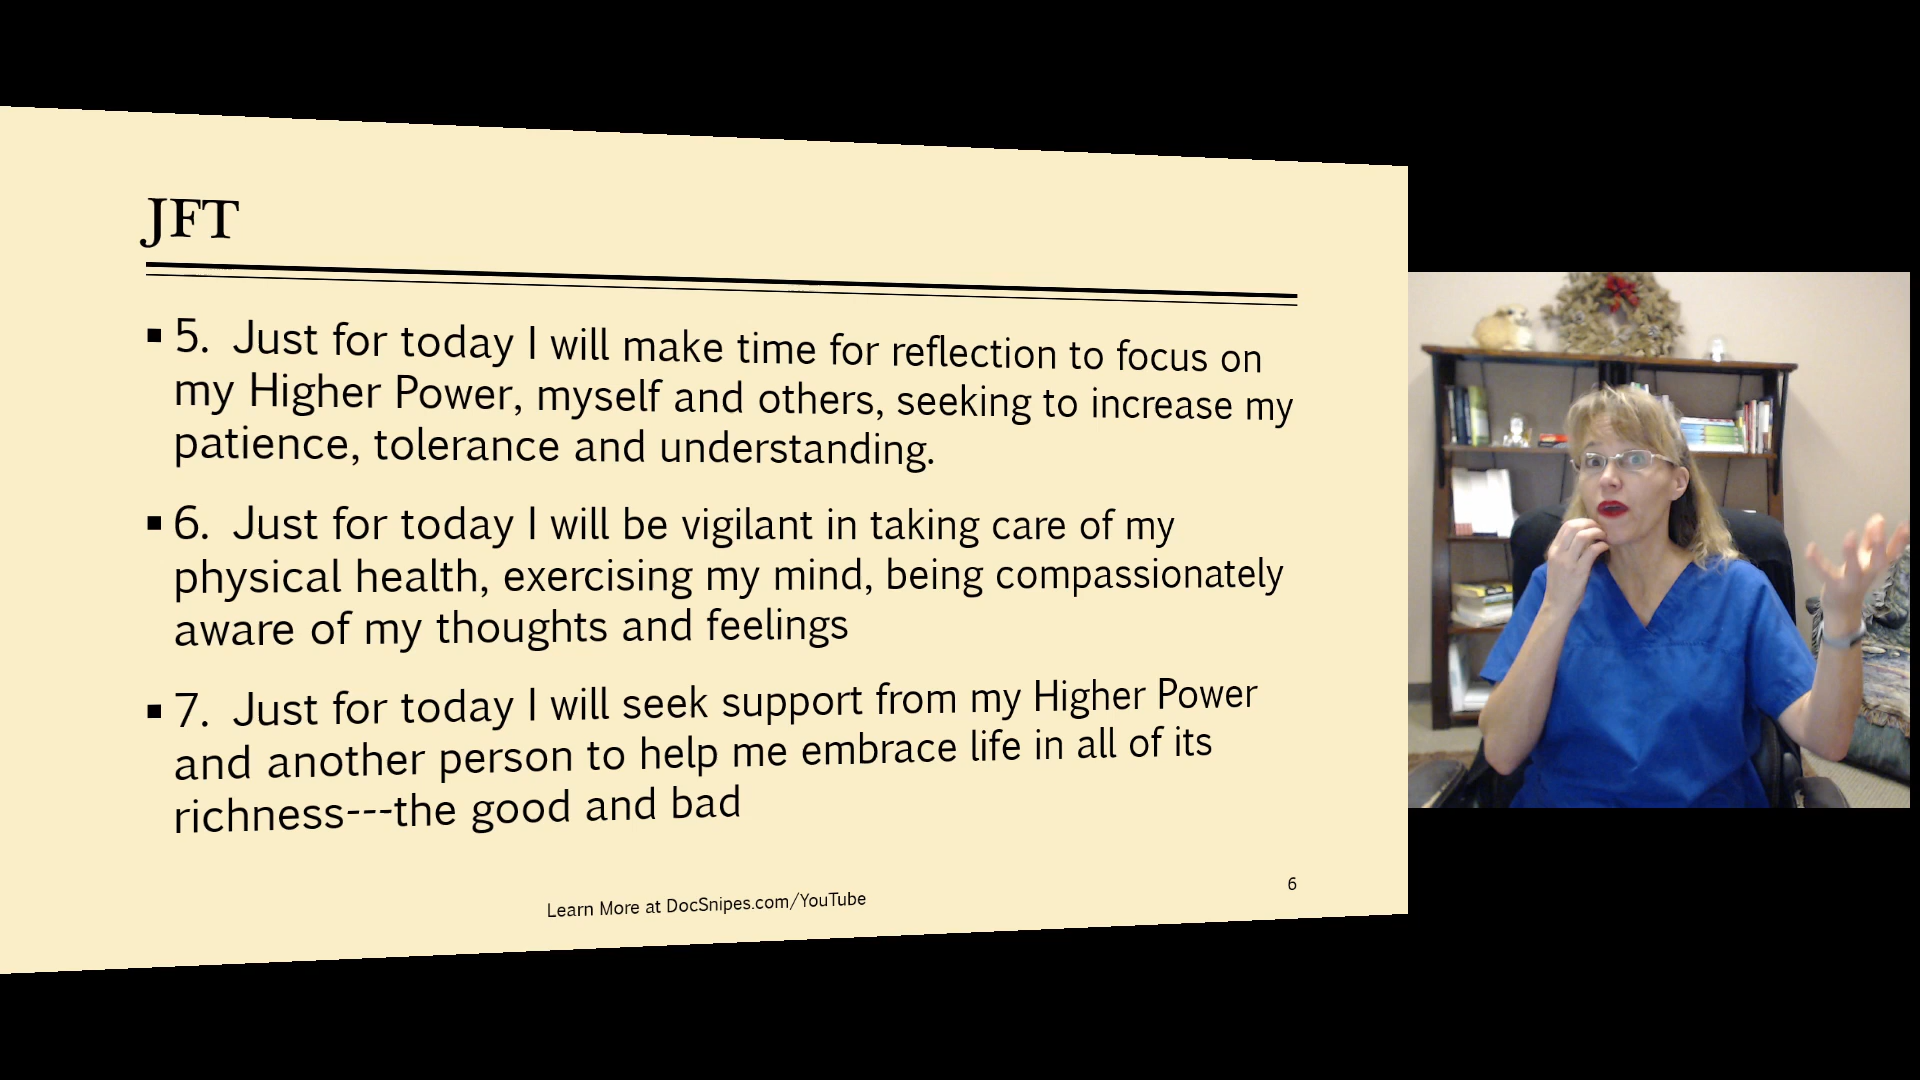 JFT
5. Just for today I will make time for reflection to focus on
my Higher Power, myself and others, seeking to increase my
patience, tolerance and understanding.
6. Just for today I will be vigilant in taking care of my
physical health, exercising my mind, being compassionately
aware of my thoughts and feelings
7. Just for today I will seek support from my Higher Power
and another person to help me embrace life in all of its
richness---the good and bad
Learn More at DocSnipes.com/YouTube
6